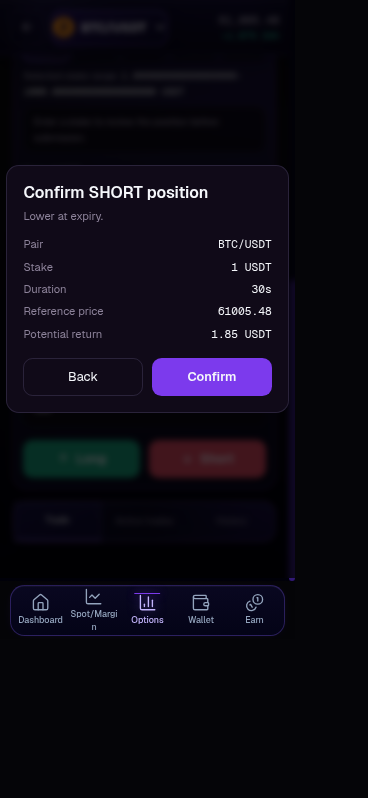 Confirm SHORT position
Lower at expiry.
Pair BTC/USDT
Stake 1 USDT
Duration 30s
Reference price 61005.48
Potential return 1.85 USDT
Back Confirm
Long Short
Dashboard Spot/Margi
n Options Wallet Earn